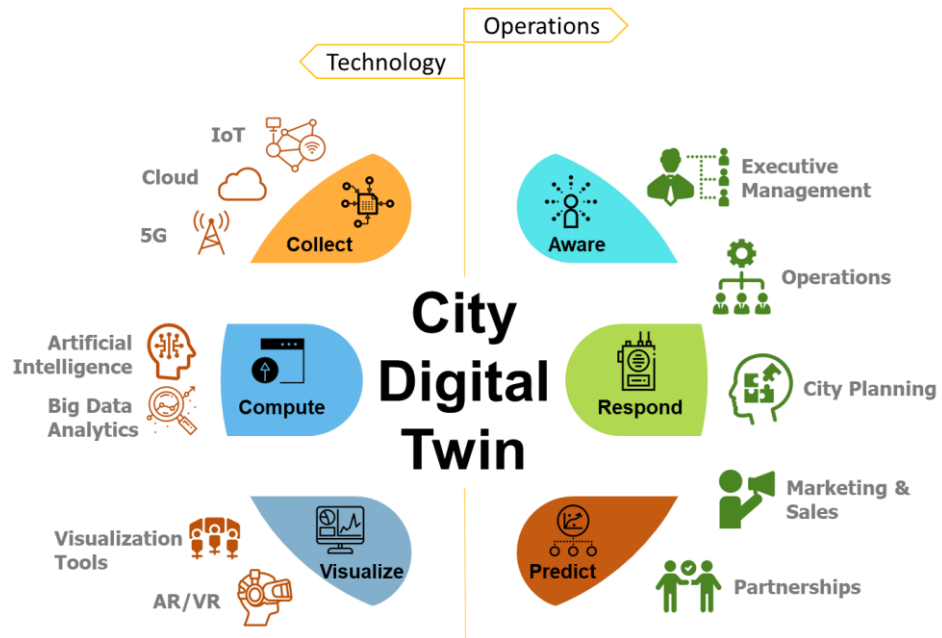 Operations
Technology
IoT
Cloud
5G
Collect
Artificial
Intelligence
Big Data
Analytics
Compute
Visualization
Tools
AR/VR
Visualize
City
Digital
Twin
Aware
Executive
Management
Operations
Respond
City Planning
Marketing &
Sales
Predict
Partnerships